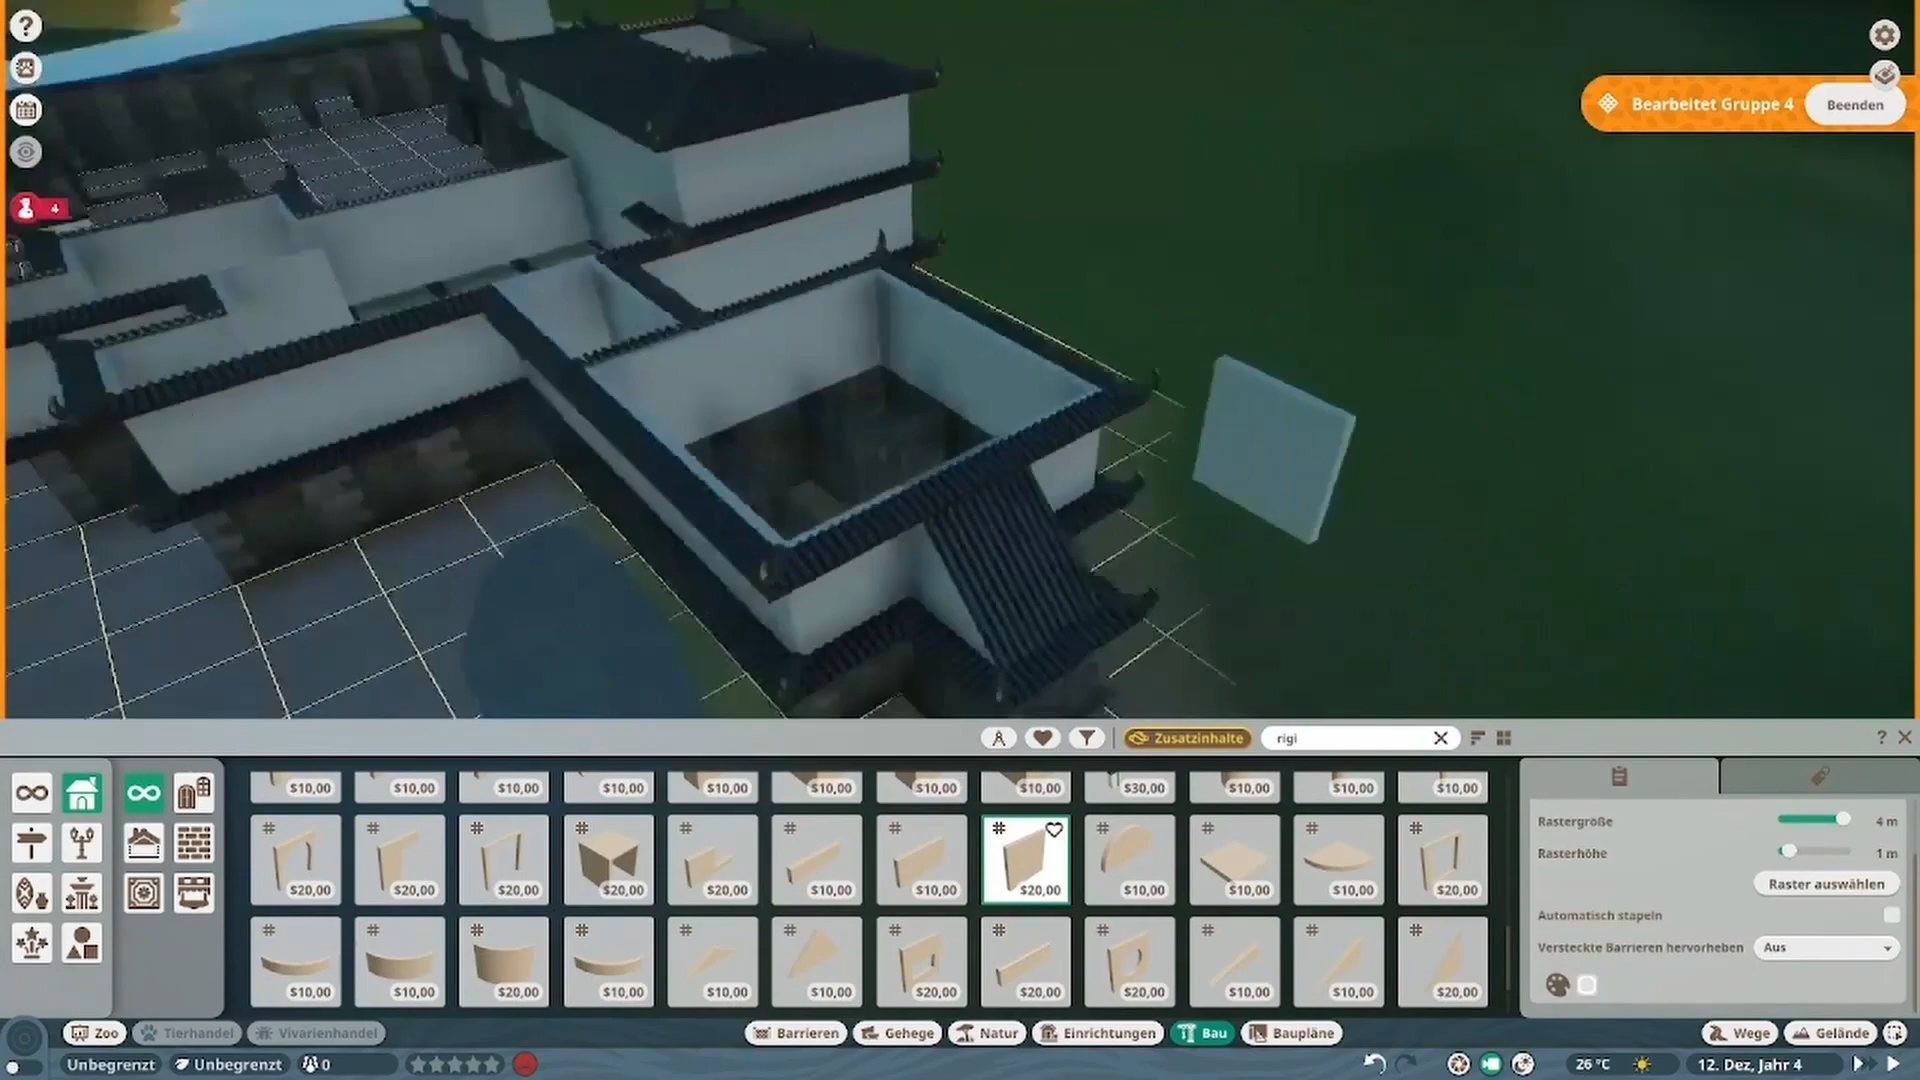 ?
4
Bearbeitet Gruppe 4
Beenden
Zusatzinhalte
rigi
?
$10,00 $10,00 $10,00 $10,00 $10,00 $10,00 $10,00 $10,00 $30,00 $10,00 $10,00 $10,00
$20,00 $20,00 $20,00 $20,00 $20,00 $10,00 $10,00 $20,00 $10,00 $10,00 $10,00 $20,00
$10,00 $10,00 $20,00 $10,00 $10,00 $10,00 $20,00 $20,00 $20,00 $10,00 $10,00 $20,00
Rastergröße 4 m
Rasterhöhe 1 m
Raster auswählen
Automatisch stapeln
Versteckte Barrieren hervorheben Aus
Zoo Tierhandel Vivarienhandel Barrieren Gehege Natur Einrichtungen Bau Baupläne Wege Gelände
Unbegrenzt Unbegrenzt 0 26 °C 12. Dez, Jahr 4